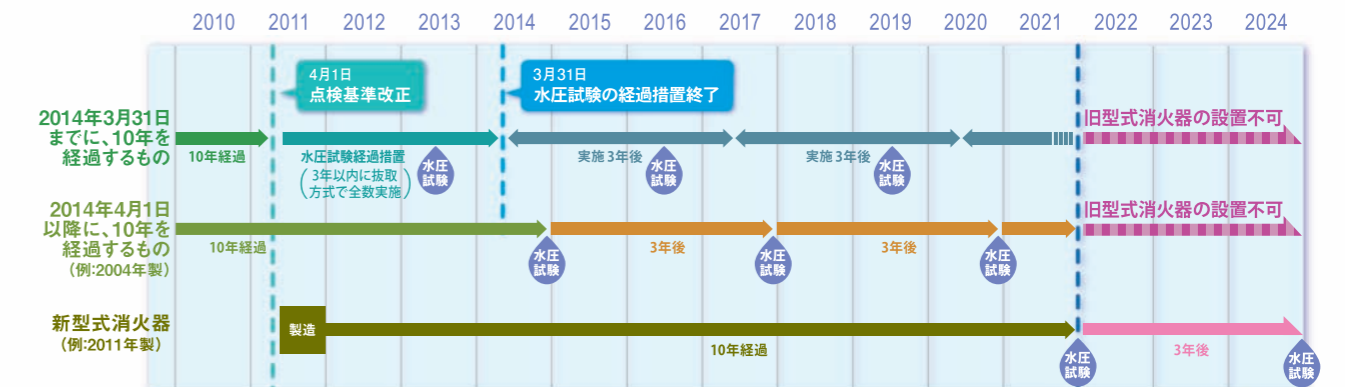 2010 2011 2012 2013 2014 2015 2016 2017 2018 2019 2020 2021 2022 2023 2024
4月1日
点検基準改正
3月31日
水圧試験の経過措置終了
2014年3月31日
までに、10年を
経過するもの
10年経過
水圧試験経過措置
(3年以内に抜取
方式で全数実施)
水圧
試験
実施 3年後
水圧
試験
実施 3年後
水圧
試験
旧型式消火器の設置不可
2014年4月1日
以降に、10年を
経過するもの
(例:2004年製)
10年経過
水圧
試験
3年後
水圧
試験
3年後
水圧
試験
旧型式消火器の設置不可
新型式消火器
(例:2011年製)
製造
10年経過
水圧
試験
3年後
水圧
試験